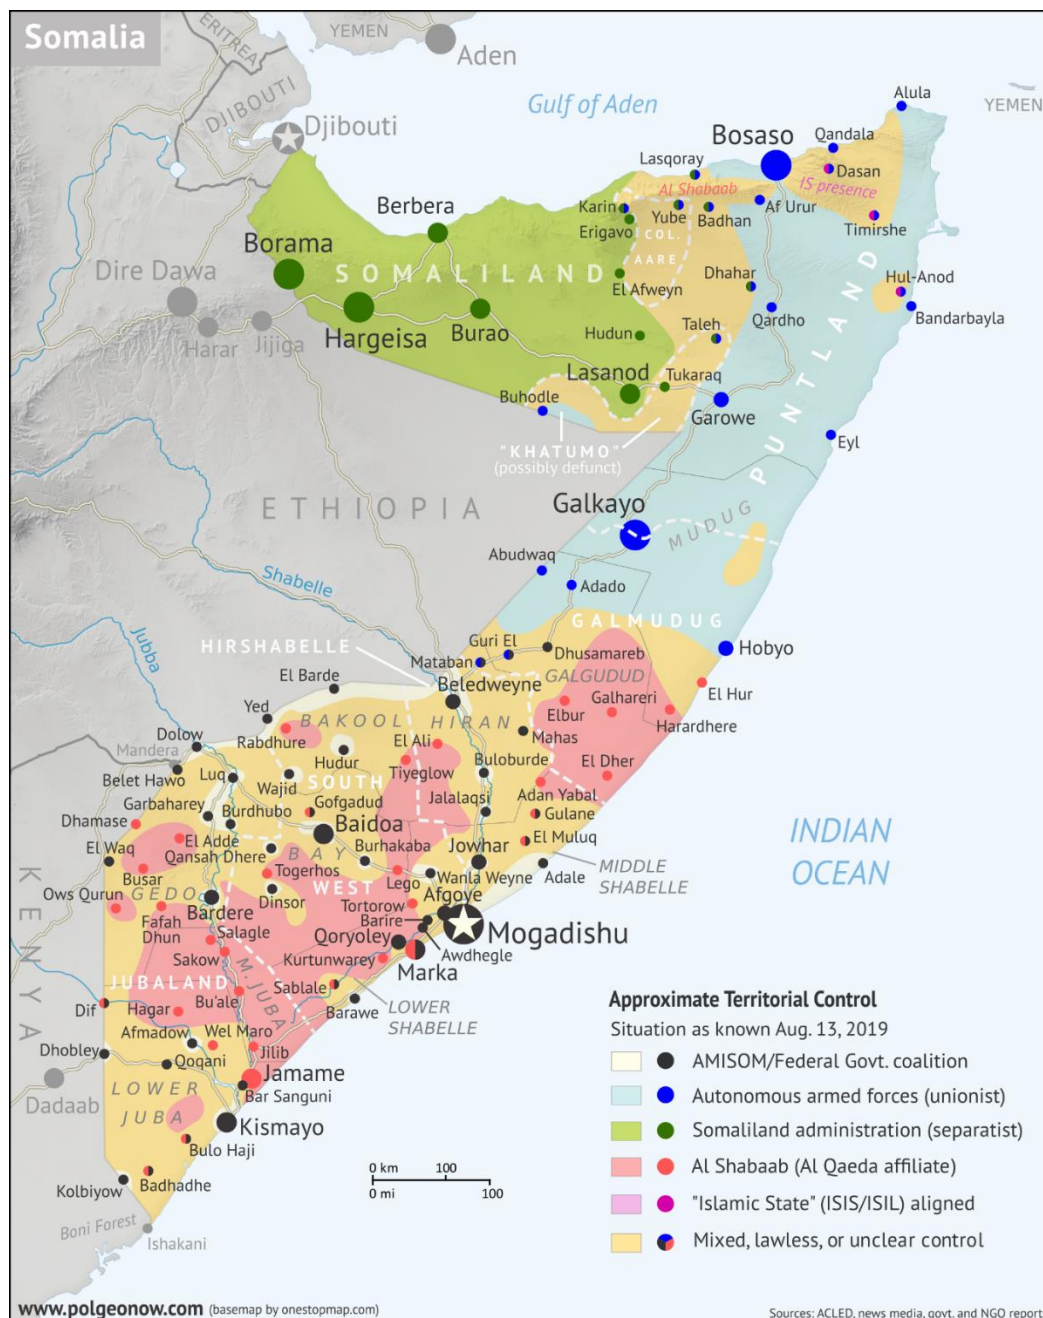 Somalia
YEMEN
Aden
ERITREA
DJIBOUTI
Djibouti
Gulf of Aden
Alula
YEMEN
Bosaso
Qandala
Lasqoray
Dasan
Al Shabaab
IS presence
Berbera
Karin
Yube
Badhan
Af Urur
Timirshe
Erigavo
COL.
AARE
Borama
Dire Dawa
SOMALILAND
El Afweyn
Dhahar
Hul-Anod
Bandarbayla
Qardho
Hargeisa
Burao
Hudun
Taleh
Harar
Jijiga
PUNTLAND
Lasanod
Tukaraq
Buhodle
Garowe
"KHATUMO"
(possibly defunct)
Eyl
ETHIOPIA
Galkayo
MUDUG
Abudwaq
Adado
Shabelle
GALMUDUG
Jubba
HIRSHABELLE
Guri El
Dhusamareb
Hobyo
Mataban
GALGUDUD
El Barde
Beledweyne
El Hur
Galhareri
Elbur
Harardhere
Yed
BAKOOL
HIRAN
Rabdhure
El Ali
Mahas
Dolow
Mandera
Hudur
Tiyeglow
Buloburde
El Dher
Belet Hawo
Luq
Wajid
SOUTH
Adan Yabal
Garbaharey
Burdhubo
Gofgadud
Jalalaqsi
Gulane
Dhamase
Baidoa
El Adde
Burhakaba
El Muluq
INDIAN
OCEAN
El Waq
Qansah Dhere
BAY
Jowhar
Busar
Togerhos
WEST
Lego
Wanla Weyne
Adale
MIDDLE
SHABELLE
KENYA
Ows Qurun
GEDO
Dinsor
Afgoye
Bardere
Tortorow
Barire
Mogadishu
Fafah
Dhun
Salagle
Qoryoley
Awdhegle
Sakow
Kurtunwarey
Marka
JUBALAND
M. JUBA
Sablale
Bu'ale
Dif
Hagar
Barawe
LOWER
SHABELLE
Afmadow
Wel Maro
Dhobley
Qoqani
Jilib
Jamame
Dadaab
LOWER
JUBA
Bar Sanguni
Kismayo
Bulo Haji
Kolbiyow
Badhadhe
Boni Forest
Ishakani
0 km
100
0 mi
100
Approximate Territorial Control
Situation as known Aug. 13, 2019
AMISOM/Federal Govt. coalition
Autonomous armed forces (unionist)
Somaliland administration (separatist)
Al Shabaab (Al Qaeda affiliate)
"Islamic State" (ISIS/ISIL) aligned
Mixed, lawless, or unclear control
www.polgeonow.com (basemap by onestopmap.com)
Sources: ACLED, news media, govt. and NGO reports